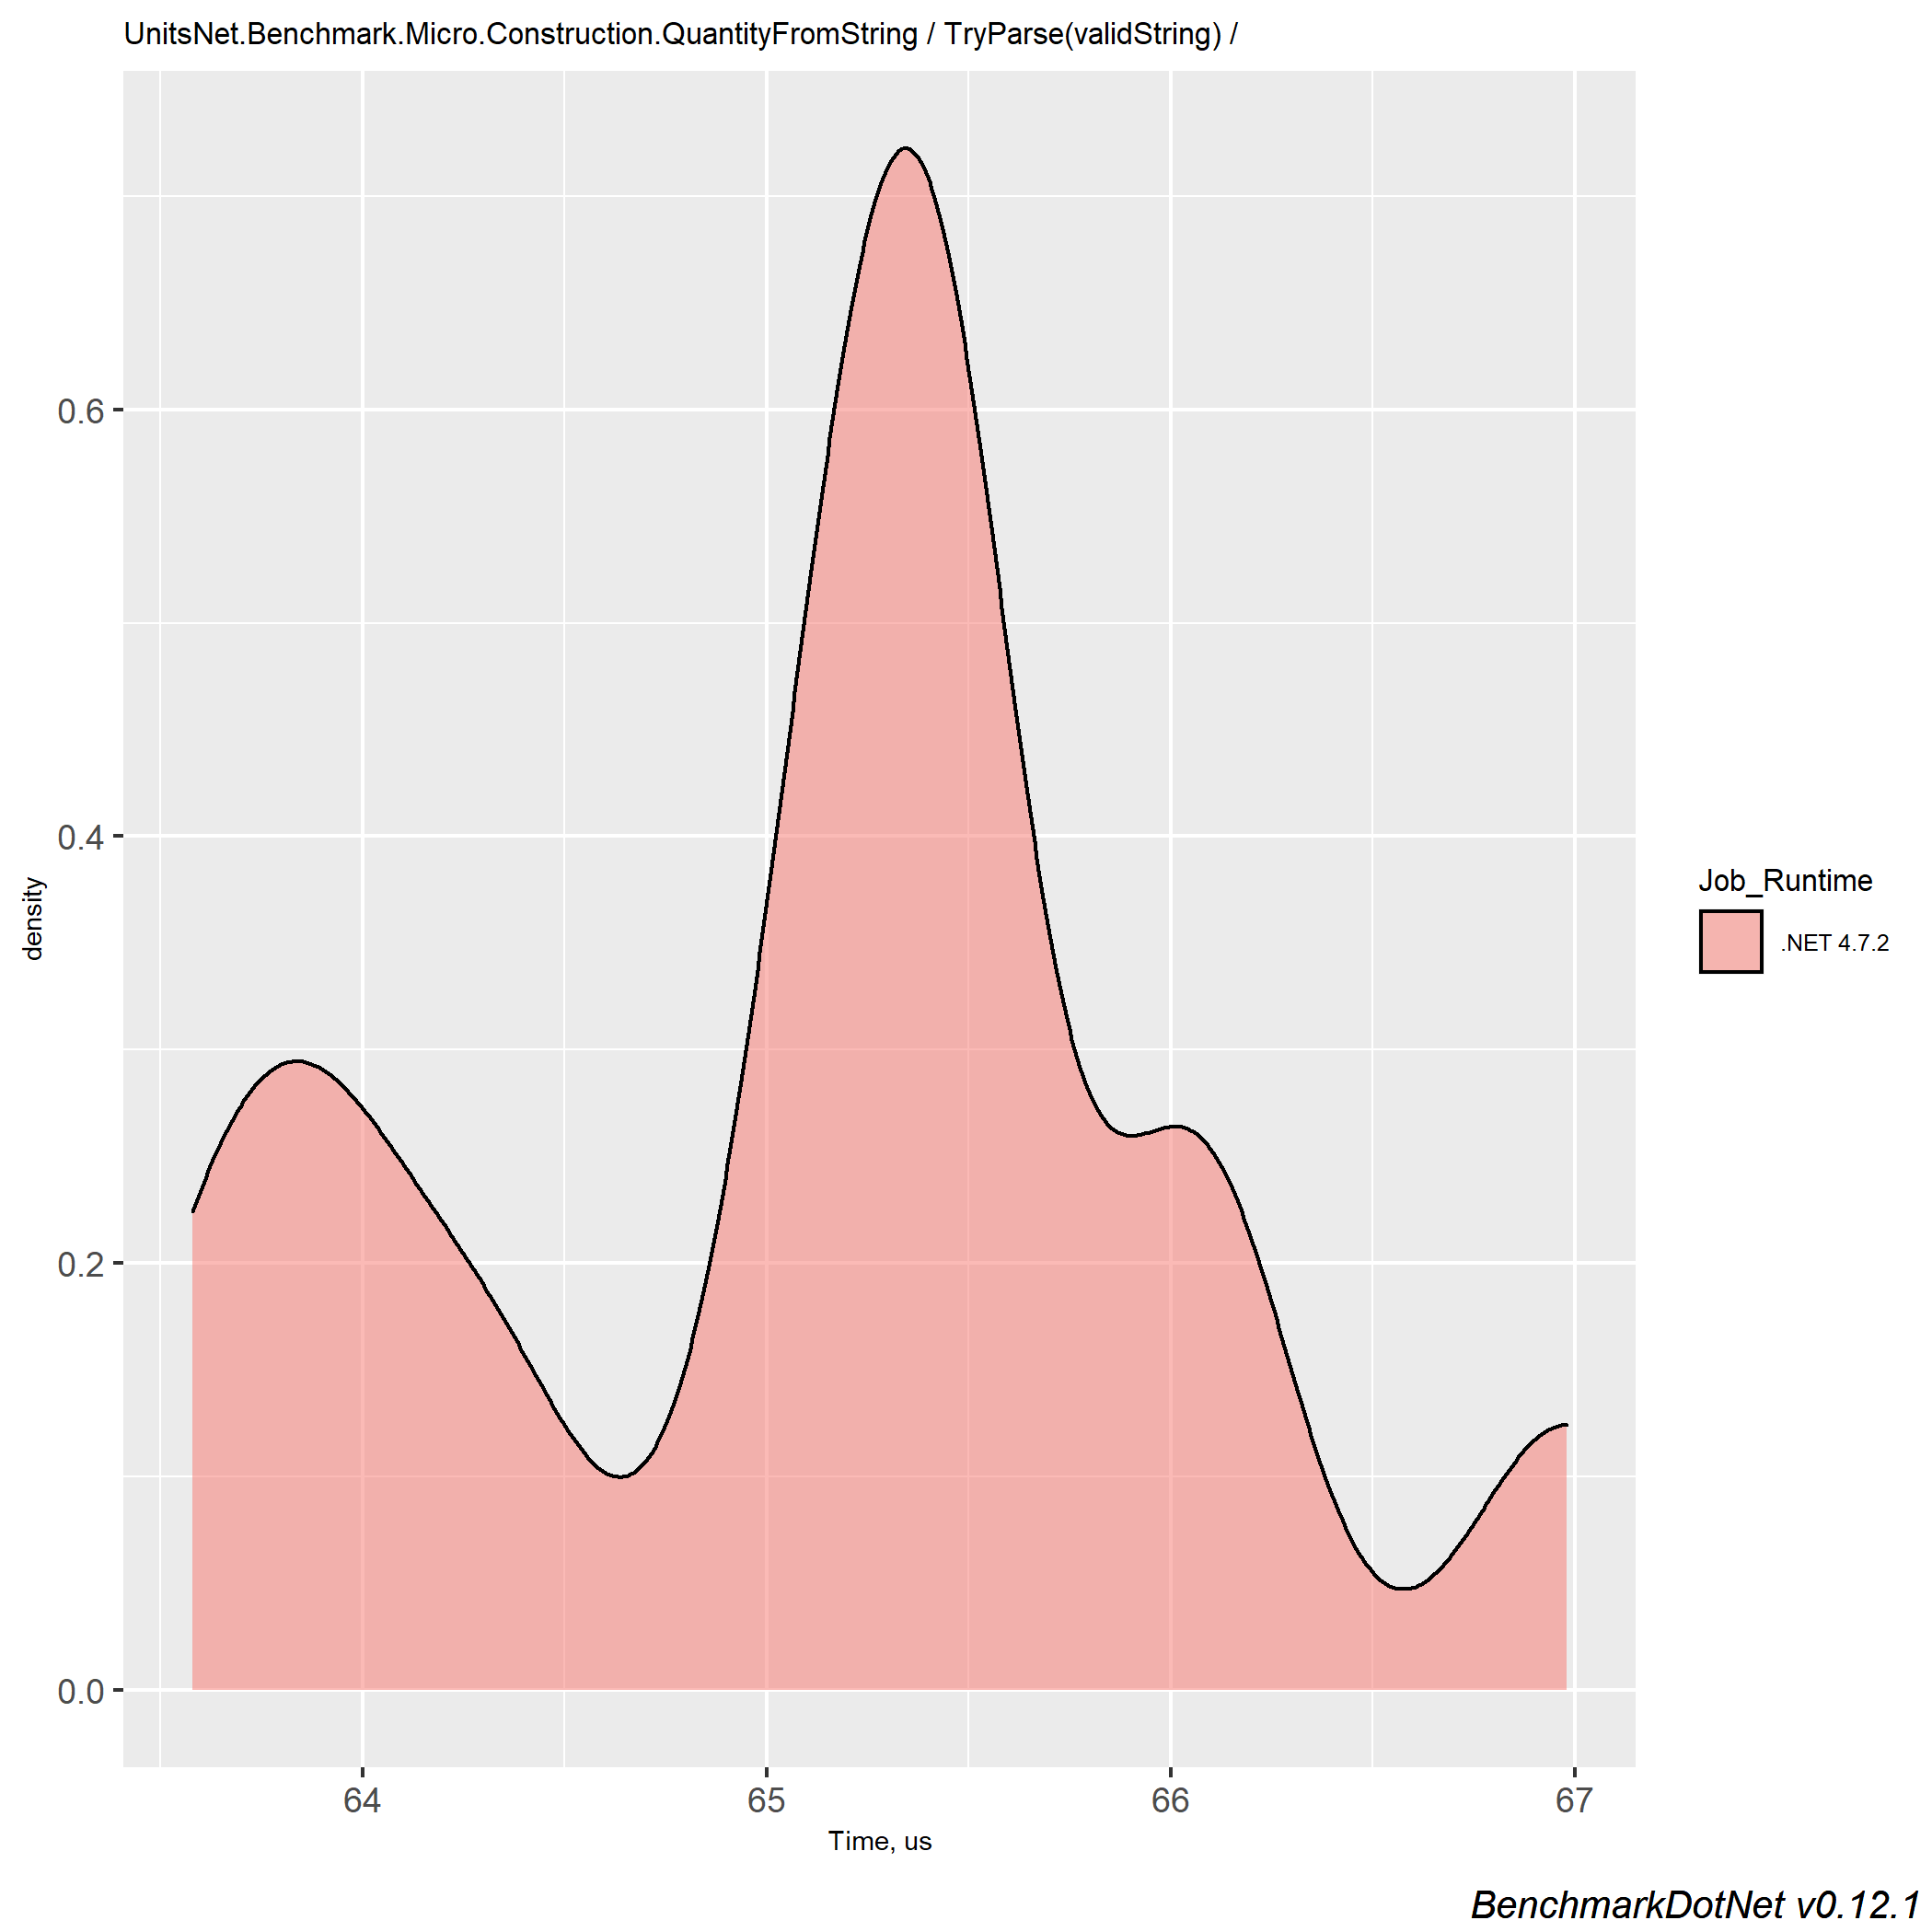 UnitsNet.Benchmark.Micro.Construction.QuantityFromString / TryParse(validString) /
0.6
0.4
0.2
0.0
density
64 65 66 67
Time, us
Job_Runtime
.NET 4.7.2
BenchmarkDotNet v0.12.1